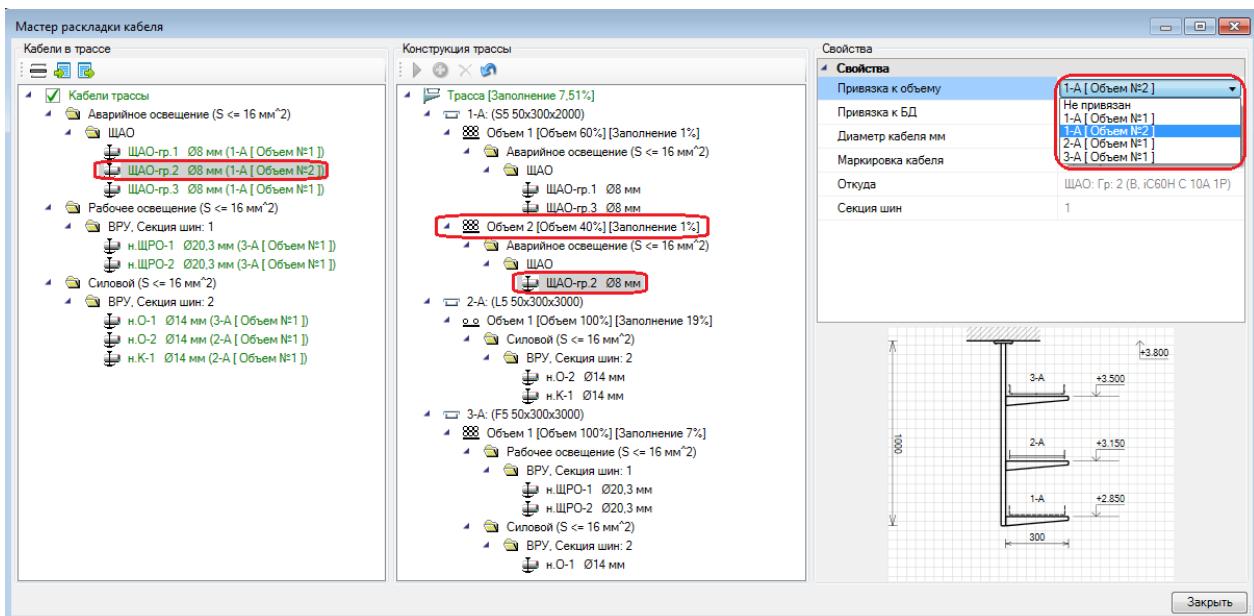 Мастер раскладки кабеля
Кабели в трассе
Кабели трассы
Аварийное освещение (S <= 16 мм^2)
ЩАО
ЩАО-гр.1 Ø8 мм (1-A [ Объем №1 ])
ЩАО-гр.2 Ø8 мм (1-A [ Объем №2 ])
ЩАО-гр.3 Ø8 мм (1-A [ Объем №1 ])
Рабочее освещение (S <= 16 мм^2)
ВРУ, Секция шин: 1
н.ЩРО-1 Ø20,3 мм (3-A [ Объем №1 ])
н.ЩРО-2 Ø20,3 мм (3-A [ Объем №1 ])
Силовой (S <= 16 мм^2)
ВРУ, Секция шин: 2
н.О-1 Ø14 мм (3-A [ Объем №1 ])
н.О-2 Ø14 мм (2-A [ Объем №1 ])
н.К-1 Ø14 мм (2-A [ Объем №1 ])
Конструкция трассы
Трасса [Заполнение 7,51%]
1-A: (S5 50x300x2000)
Объем 1 [Объем 60%] [Заполнение 1%]
Аварийное освещение (S <= 16 мм^2)
ЩАО
ЩАО-гр.1 Ø8 мм
ЩАО-гр.3 Ø8 мм
Объем 2 [Объем 40%] [Заполнение 1%]
Аварийное освещение (S <= 16 мм^2)
ЩАО
ЩАО-гр.2 Ø8 мм
2-A: (L5 50x300x3000)
Объем 1 [Объем 100%] [Заполнение 19%]
Силовой (S <= 16 мм^2)
ВРУ, Секция шин: 2
н.О-2 Ø14 мм
н.К-1 Ø14 мм
3-A: (F5 50x300x3000)
Объем 1 [Объем 100%] [Заполнение 7%]
Рабочее освещение (S <= 16 мм^2)
ВРУ, Секция шин: 1
н.ЩРО-1 Ø20,3 мм
н.ЩРО-2 Ø20,3 мм
Силовой (S <= 16 мм^2)
ВРУ, Секция шин: 2
н.О-1 Ø14 мм
Свойства
Свойства
Привязка к объему 1-A [ Объем №2 ]
Не привязан
1-A [ Объем №1 ]
1-A [ Объем №2 ]
2-A [ Объем №1 ]
3-A [ Объем №1 ]
Привязка к БД
Диаметр кабеля мм
Маркировка кабеля
Откуда ЩАО: Гр: 2 (B, iC60H C 10A 1P)
Секция шин 1
+3.800
3-A +3.500
2-A +3.150
1000
1-A +2.850
300
Закрыть